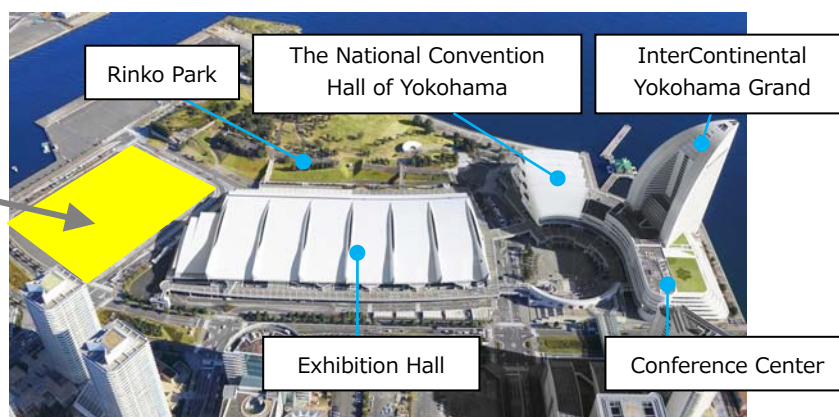 Rinko Park
The National Convention
Hall of Yokohama
InterContinental
Yokohama Grand
Exhibition Hall
Conference Center